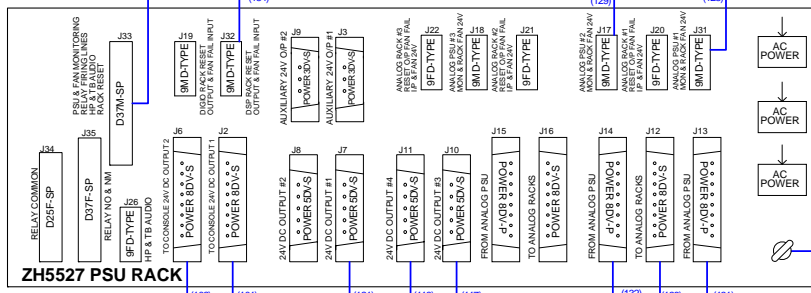 (129)
PSU & FAN MONITORING
RELAY FIRING LINES
HP & TB AUDIO
RACK RESET
J33
D37M-SP
J19
9MD-TYPE
DIGIO RACK RESET
OUTPUT & FAN FAIL INPUT
J32
9MD-TYPE
DSP RACK RESET
OUTPUT & FAN FAIL INPUT
AUXILIARY 24V O/P #2
J9
POWER 3DV-S
AUXILIARY 24V O/P #1
J3
POWER 3DV-S
ANALOG RACK #3
RESET O/P FAN FAIL
I/P & FAN 24V
J22
9FD-TYPE
ANALOG PSU #3
MON & RACK FAN 24V
J18
9MD-TYPE
ANALOG RACK #2
RESET O/P FAN FAIL
I/P & FAN 24V
J21
9FD-TYPE
ANALOG PSU #2
MON & RACK FAN 24V
J17
9MD-TYPE
ANALOG RACK #1
RESET O/P FAN FAIL
I/P & FAN 24V
J20
9FD-TYPE
ANALOG PSU #1
MON & RACK FAN 24V
J31
9MD-TYPE
AC
POWER
AC
POWER
AC
POWER
RELAY COMMON
J34
D25F-SP
J35
D37F-SP
RELAY NO & NM
J26
9FD-TYPE
HP & TB AUDIO
TO CONSOLE 24V DC OUTPUT 2
J6
POWER 8DV-S
TO CONSOLE 24V DC OUTPUT 1
J2
POWER 8DV-S
24V DC OUTPUT #2
J8
POWER 5DV-S
24V DC OUTPUT #1
J7
POWER 5DV-S
24V DC OUTPUT #4
J11
POWER 5DV-S
24V DC OUTPUT #3
J10
POWER 5DV-S
FROM ANALOG PSU
J15
POWER 8DV-P
TO ANALOG RACKS
J16
POWER 8DV-S
FROM ANALOG PSU
J14
POWER 8DV-P
TO ANALOG RACKS
J12
POWER 8DV-S
FROM ANALOG PSU
J13
POWER 8DV-P
ZH5527 PSU RACK